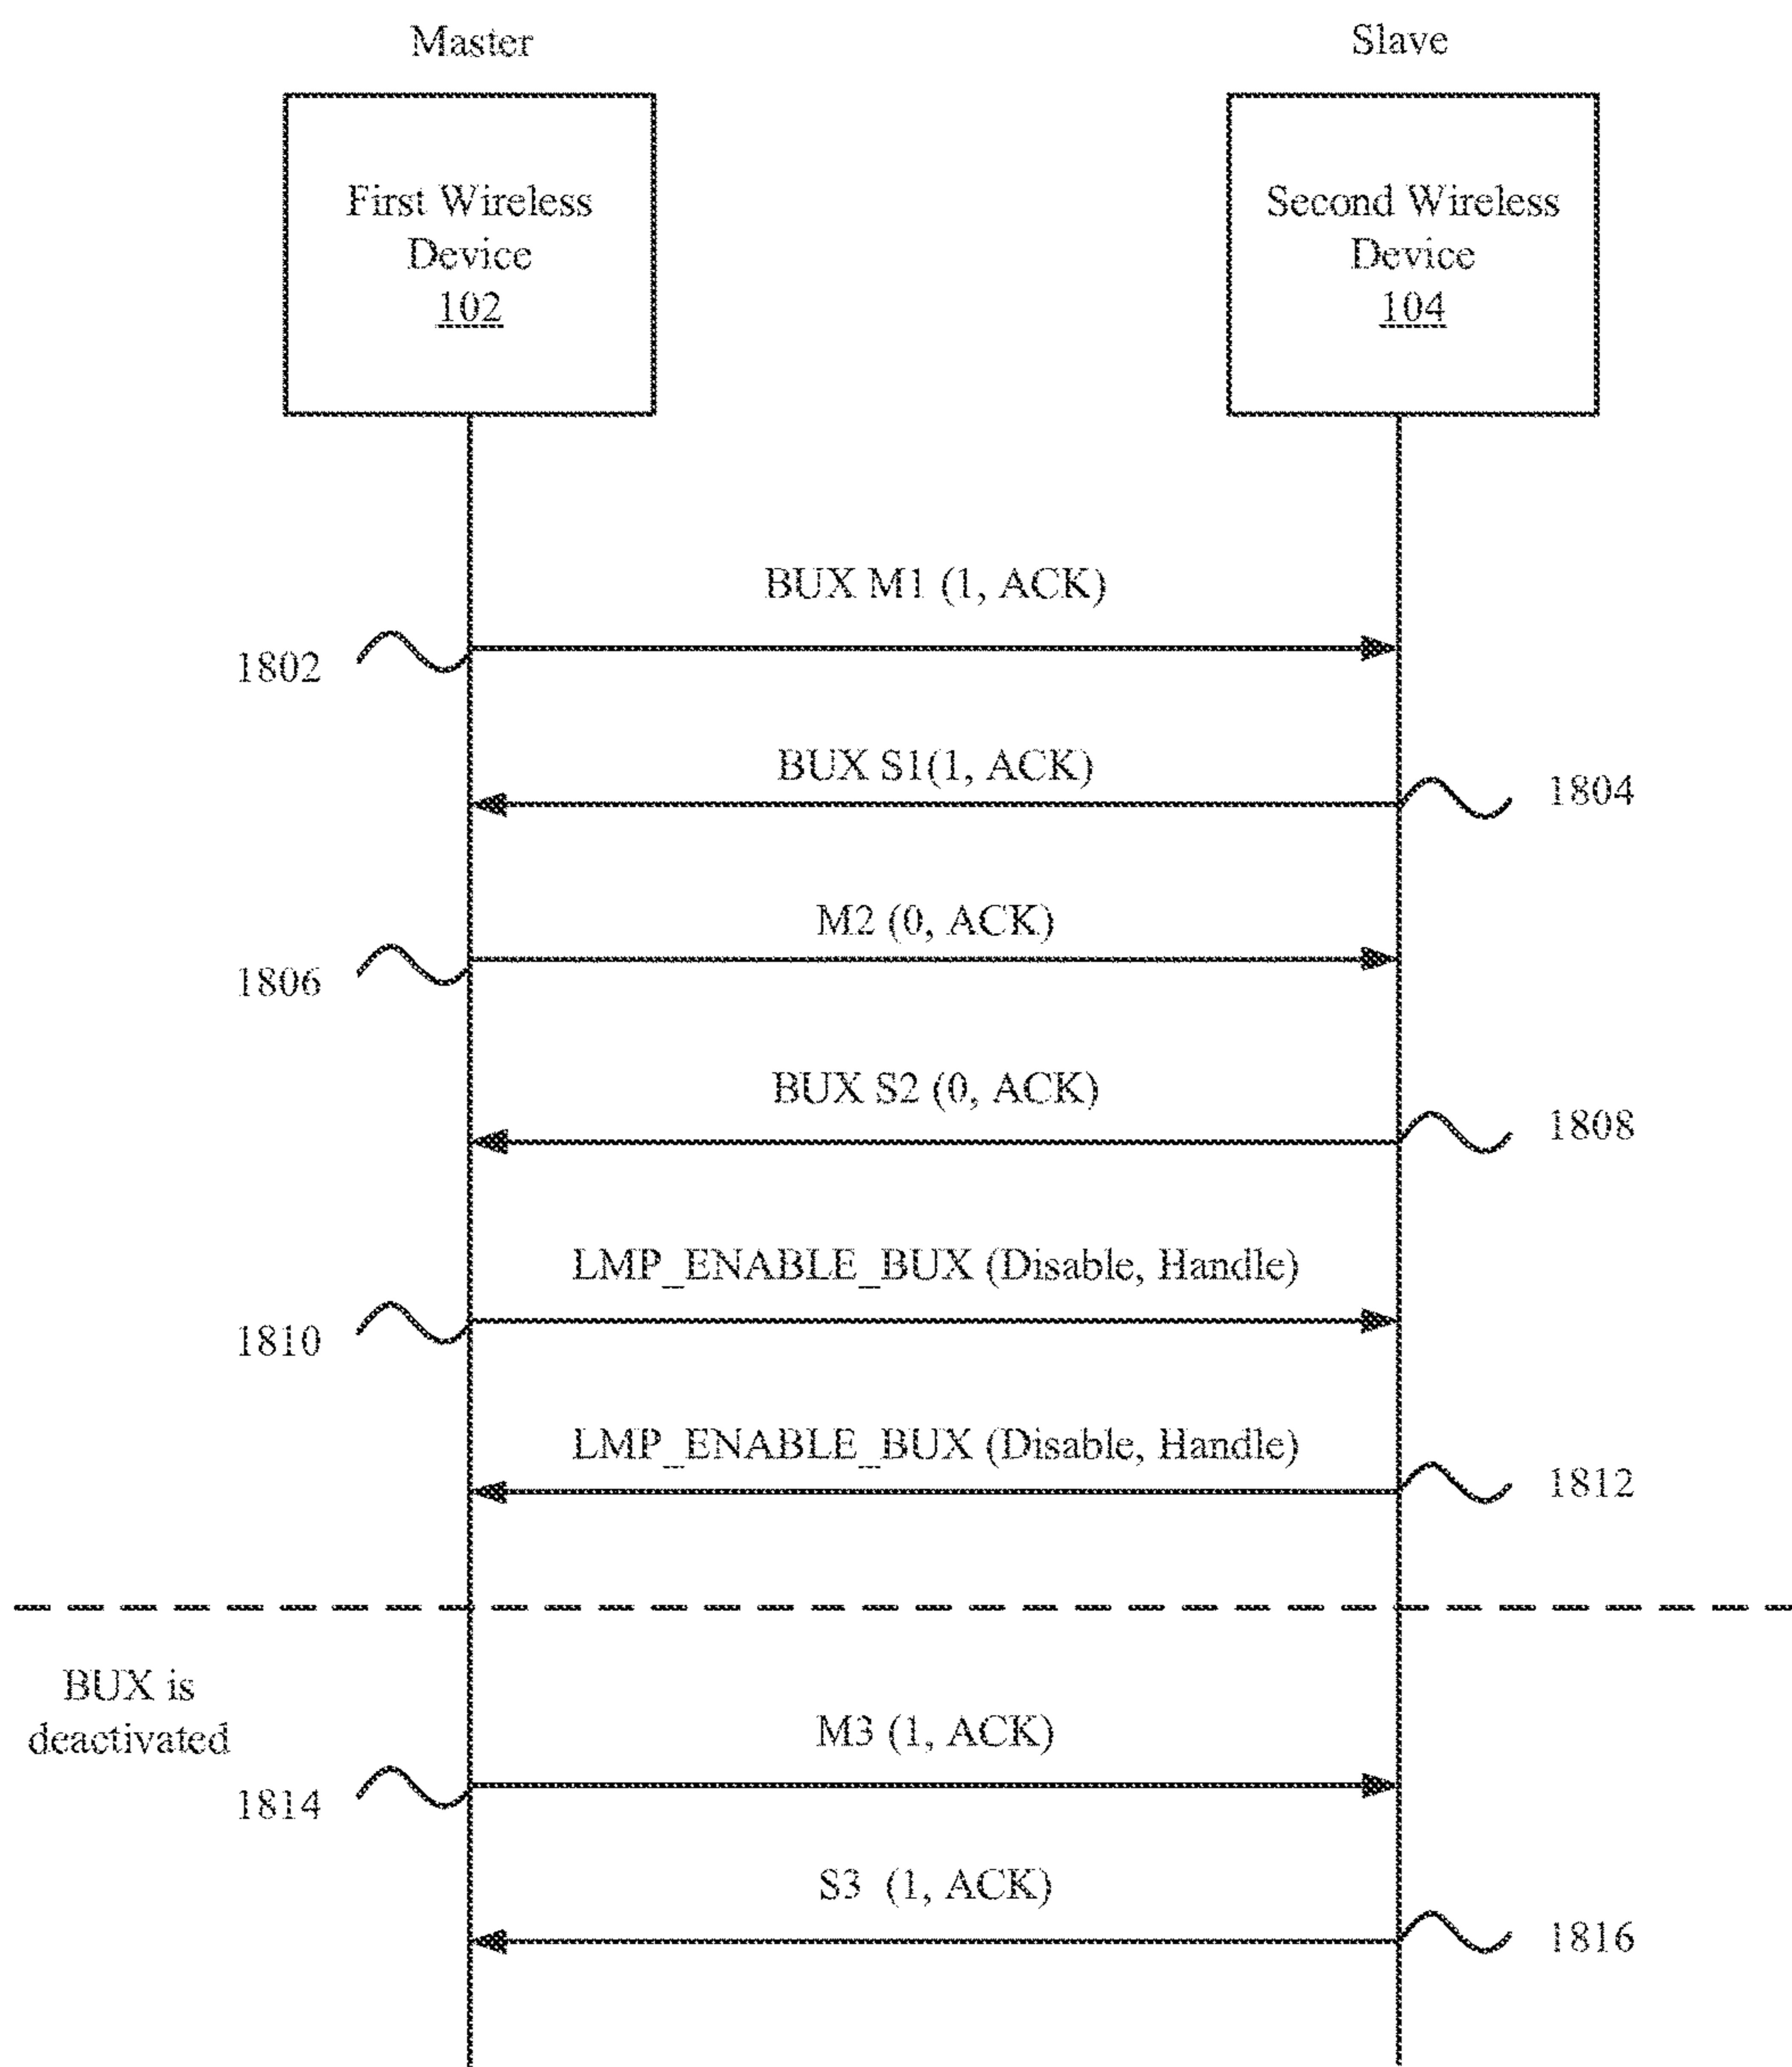 Master
Slave
First Wireless
Device
102
Second Wireless
Device
104
BUX M1 (1, ACK)
1802
BUX S1(1, ACK)
1804
M2 (0, ACK)
1806
BUX S2 (0, ACK)
1808
LMP_ENABLE_BUX (Disable, Handle)
1810
LMP_ENABLE_BUX (Disable, Handle)
1812
BUX is
deactivated
M3 (1, ACK)
1814
S3 (1, ACK)
1816